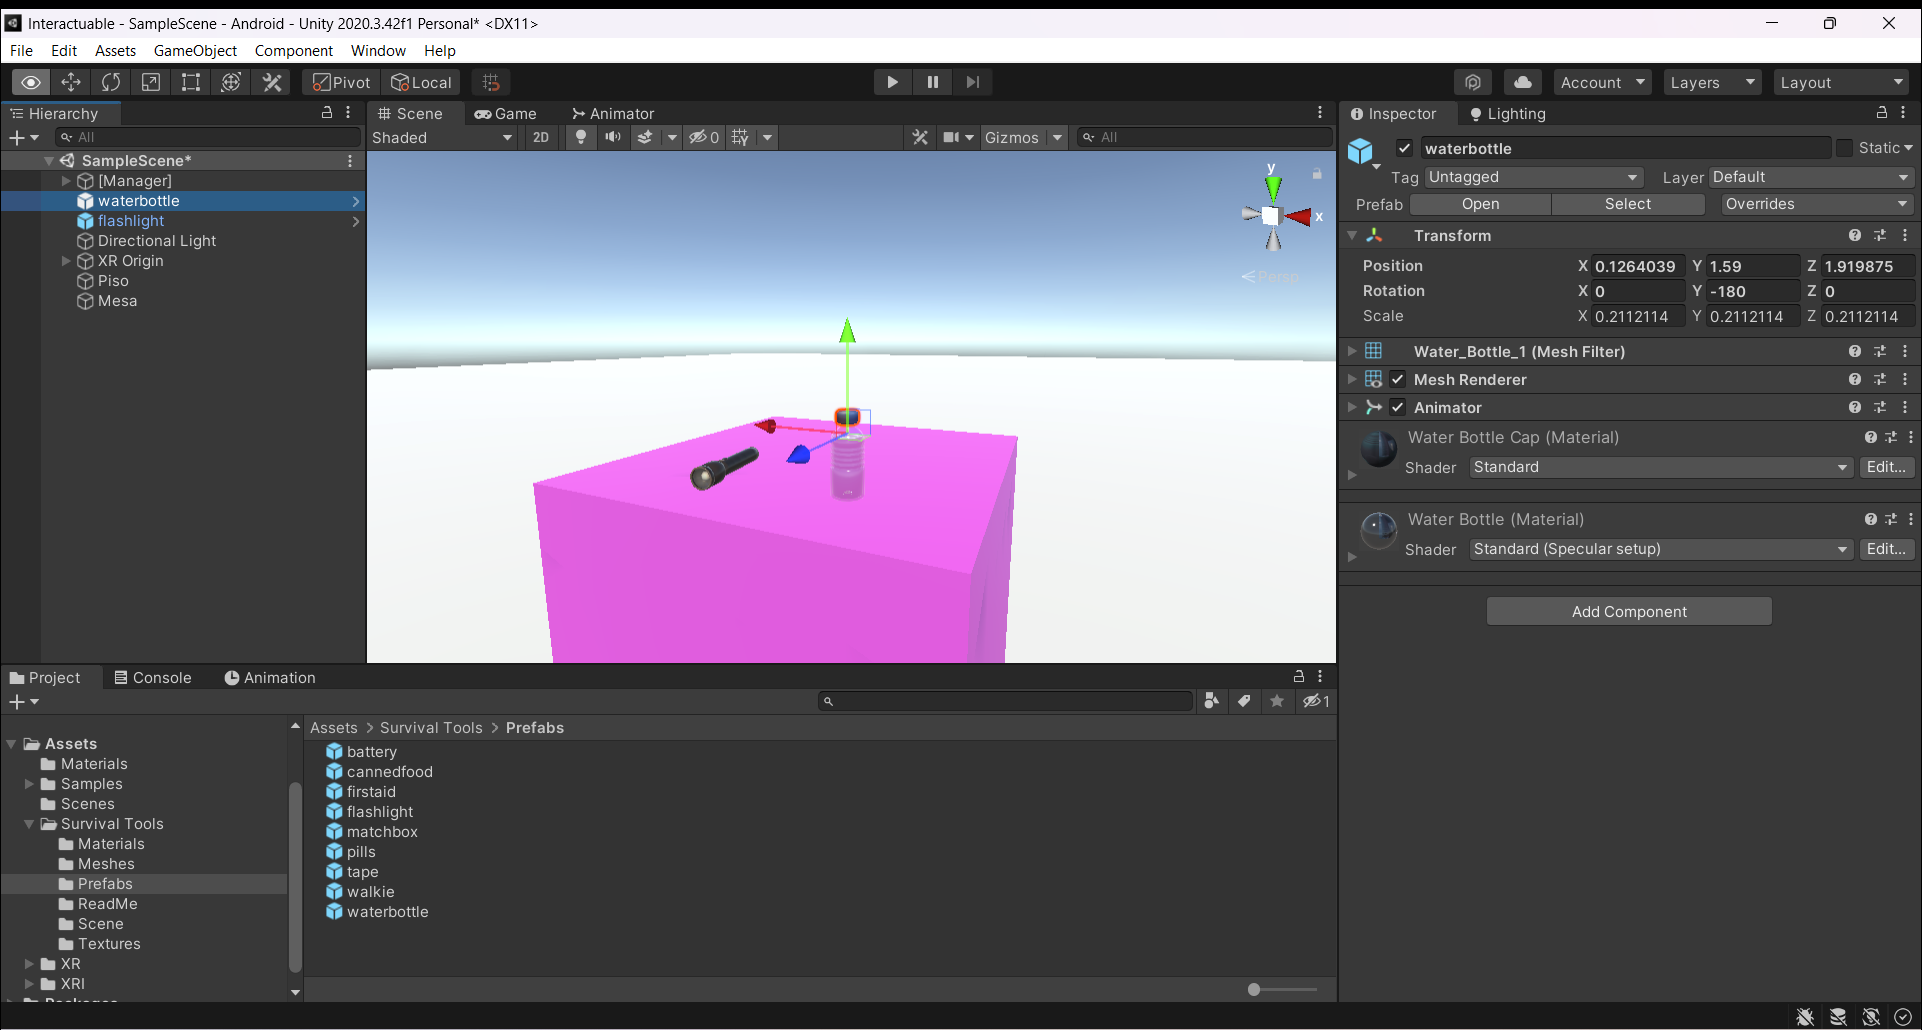 Interactuable - SampleScene - Android - Unity 2020.3.42f1 Personal* <DX11>
File Edit Assets GameObject Component Window Help
Pivot Local Account Layers Layout
Hierarchy
All
SampleScene*
[Manager]
waterbottle
flashlight
Directional Light
XR Origin
Piso
Mesa
Scene Game Animator
Shaded 2D 0 Gizmos All
y
x
Persp
Inspector Lighting
waterbottle Static
Tag Untagged Layer Default
Prefab Open Select Overrides
Transform
Position X 0.1264039 Y 1.59 Z 1.919875
Rotation X 0 Y -180 Z 0
Scale X 0.2112114 Y 0.2112114 Z 0.2112114
Water_Bottle_1 (Mesh Filter)
Mesh Renderer
Animator
Water Bottle Cap (Material)
Shader Standard Edit...
Water Bottle (Material)
Shader Standard (Specular setup) Edit...
Add Component
Project Console Animation
1
Assets
Materials
Samples
Scenes
Survival Tools
Materials
Meshes
Prefabs
ReadMe
Scene
Textures
XR
XRI
Assets > Survival Tools > Prefabs
battery
cannedfood
firstaid
flashlight
matchbox
pills
tape
walkie
waterbottle